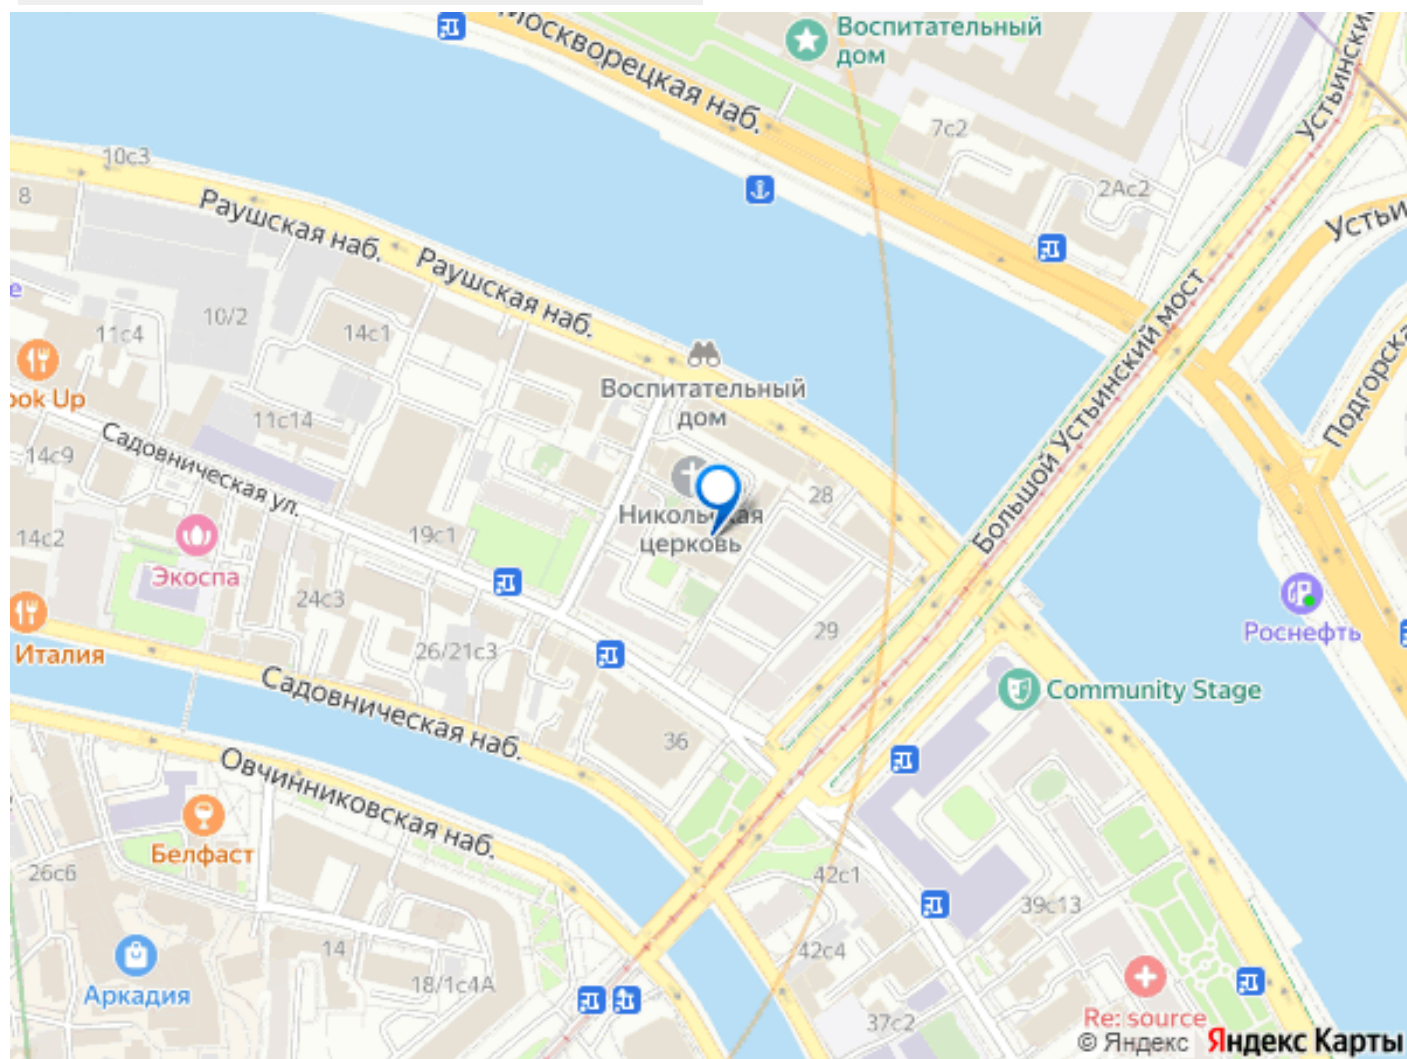 Москворецкая наб.
Воспитательный
дом
Устьинский
7с2
10с3
8
2Ас2
Раушская наб.
Раушская наб.
10/2
11с4
14с1
ook Up
Воспитательный
дом
11с14
Садовническая ул.
14с9
28
Никольская
церковь
Большой Устьинский мост
Подгорска
Устьи
14с2
19с1
Экоспа
24с3
29
Роснефть
Италия
26/21с3
Садовническая наб.
Community Stage
36
Овчинниковская наб.
Белфаст
26с6
42с1
39с13
14
42с4
18/1с4А
Аркадия
37с2
Re: source
© Яндекс Яндекс Карты